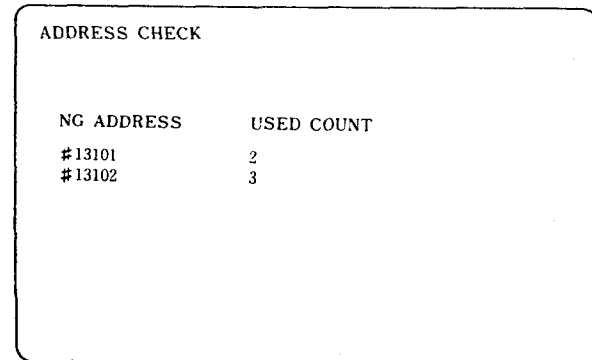 ADDRESS CHECK
NG ADDRESS USED COUNT
#13101 2
#13102 3